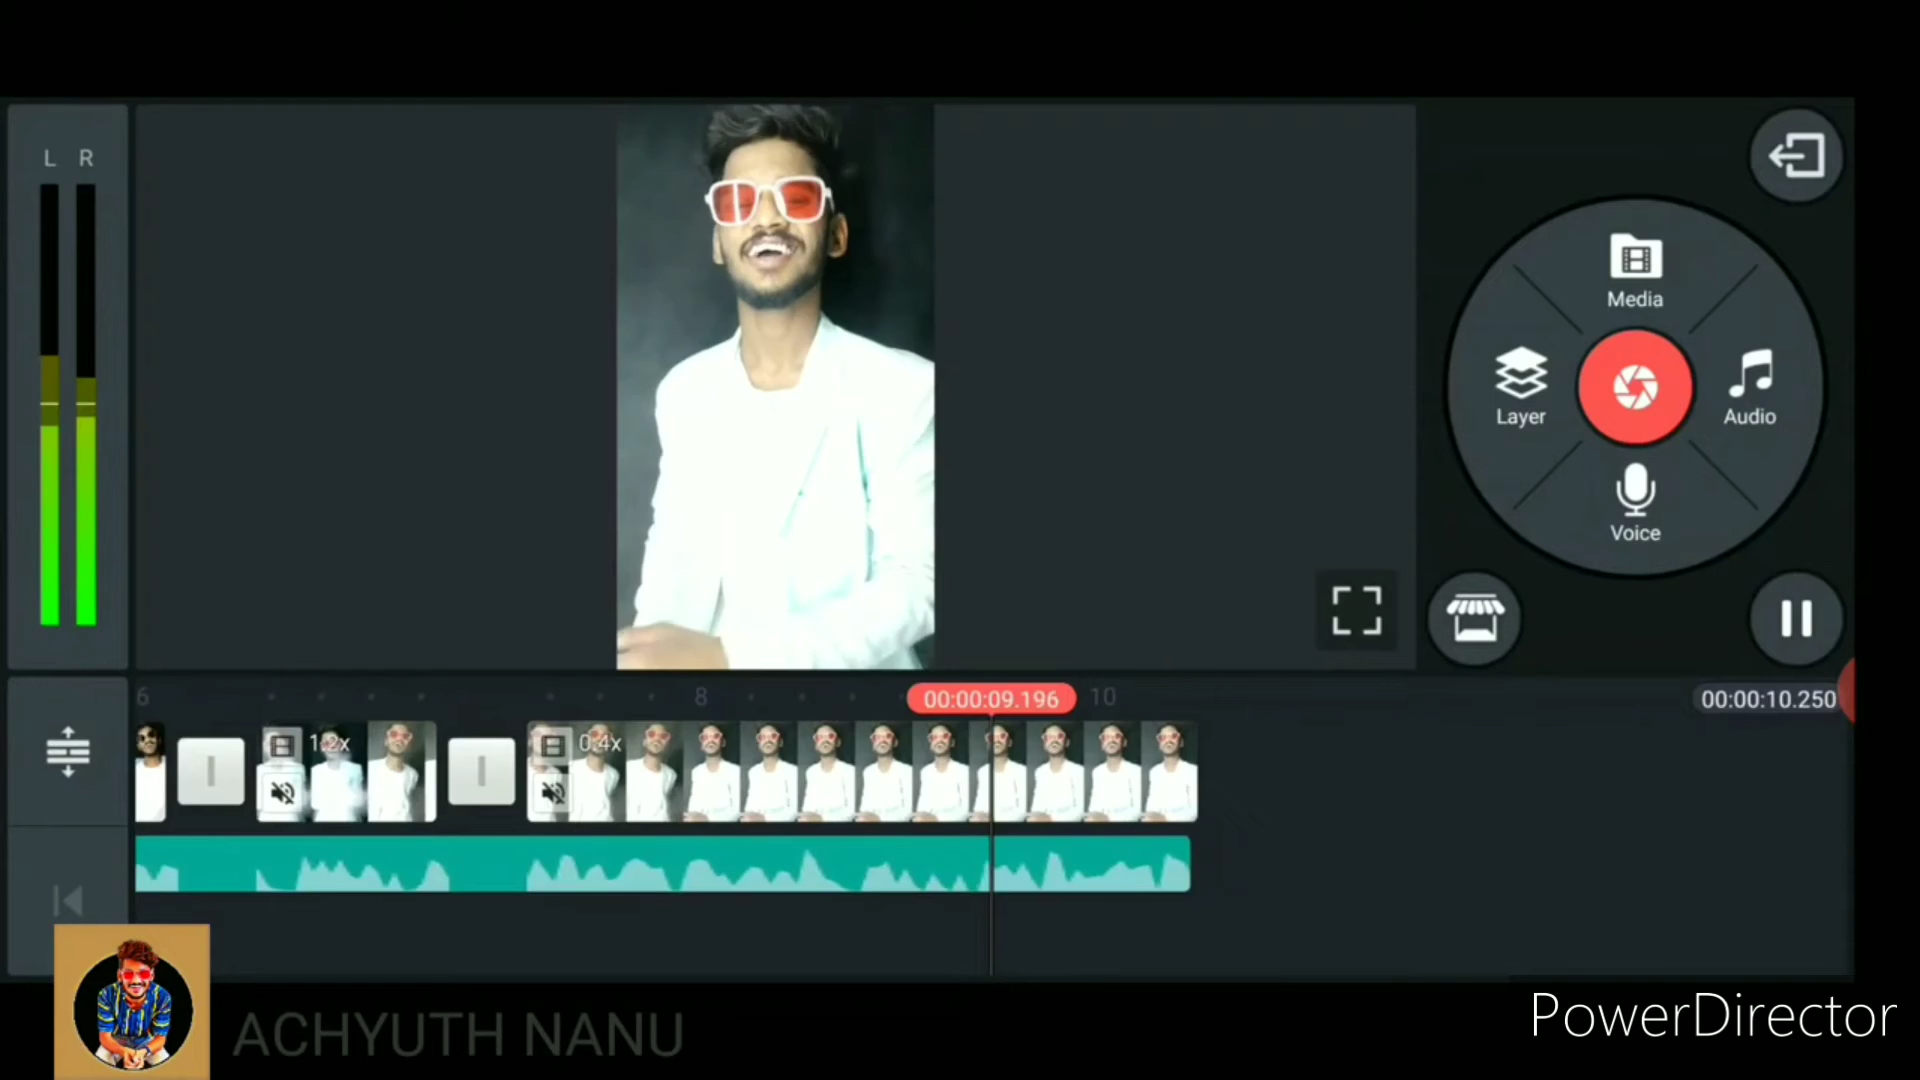 L R
Media
Layer
Audio
Voice
6
8
00:00:09.196
10
00:00:10.250
1.2x
0.4x
ACHYUTH NANU
PowerDirector